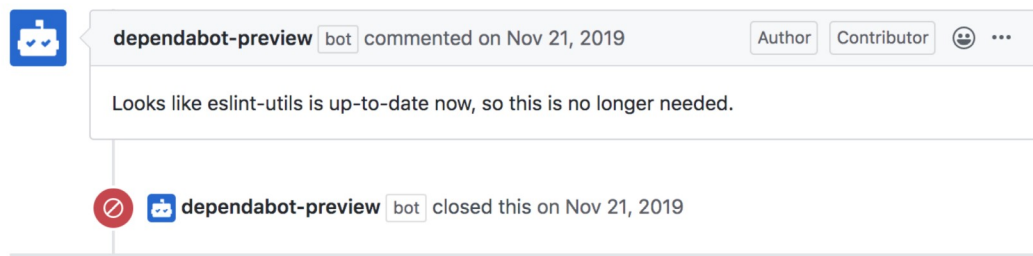 dependabot-preview bot commented on Nov 21, 2019 Author Contributor
Looks like eslint-utils is up-to-date now, so this is no longer needed.
dependabot-preview bot closed this on Nov 21, 2019